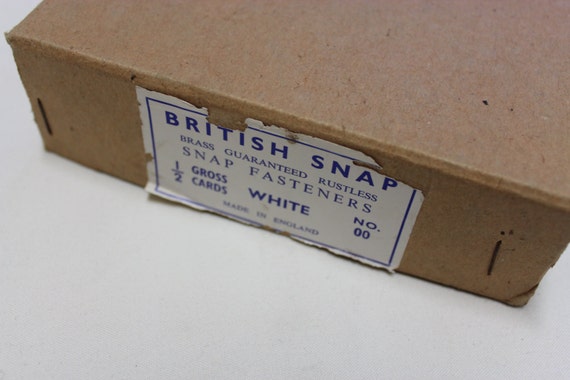 BRITISH SNAP
BRASS GUARANTEED RUSTLESS
SNAP FASTENERS
1/2 GROSS CARDS WHITE NO. 00
MADE IN ENGLAND